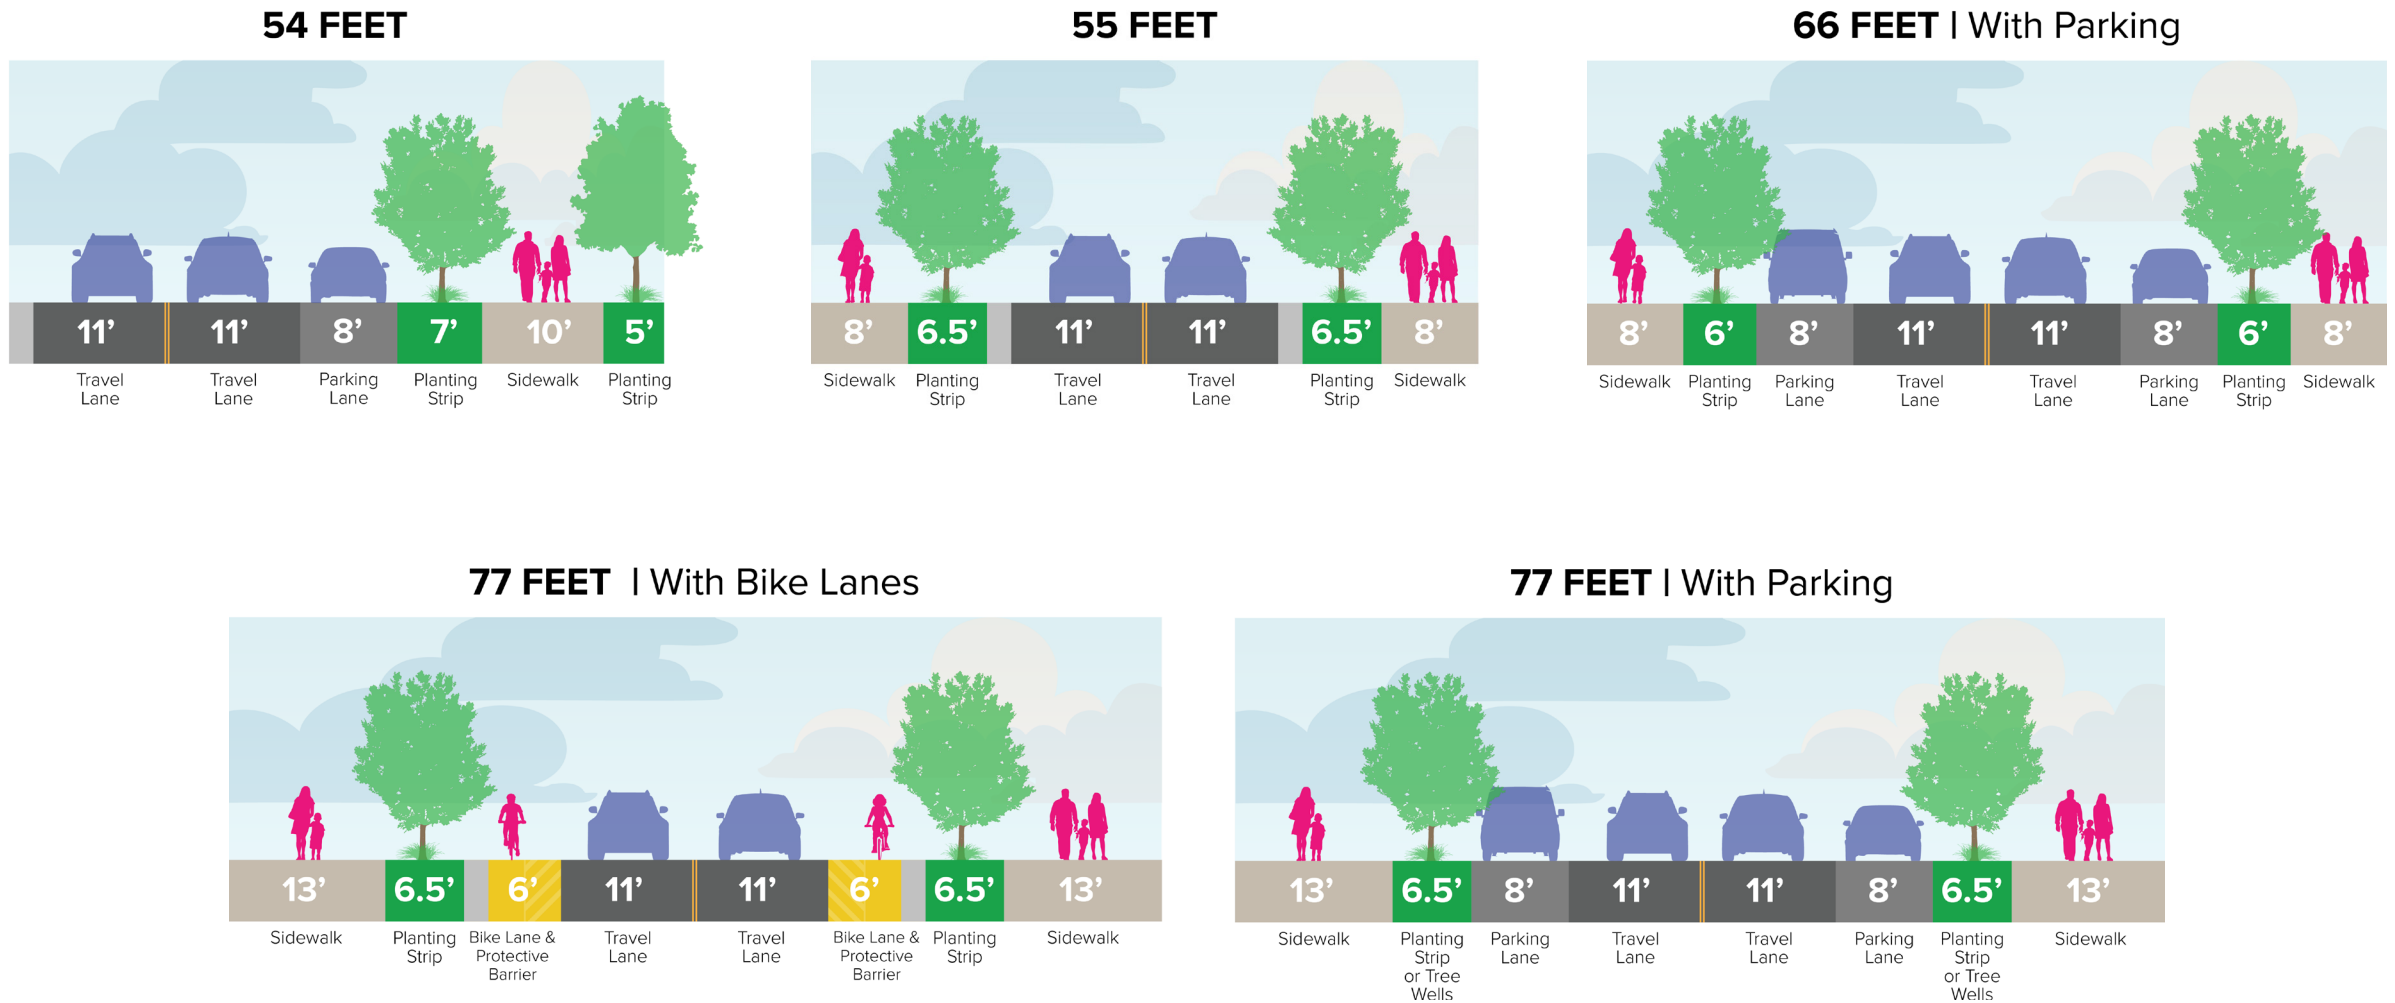 54 FEET
11’ 11’ 8’ 7’ 10’ 5’
Travel Lane
Travel Lane
Parking Lane
Planting Strip
Sidewalk
Planting Strip
55 FEET
8’ 6.5’ 11’ 11’ 6.5’ 8’
Sidewalk
Planting Strip
Travel Lane
Travel Lane
Planting Strip
Sidewalk
66 FEET | With Parking
8’ 6’ 8’ 11’ 11’ 8’ 6’ 8’
Sidewalk
Planting Strip
Parking Lane
Travel Lane
Travel Lane
Parking Lane
Planting Strip
Sidewalk
77 FEET | With Bike Lanes
13’ 6.5’ 6’ 11’ 11’ 6’ 6.5’ 13’
Sidewalk
Planting Strip
Bike Lane & Protective Barrier
Travel Lane
Travel Lane
Bike Lane & Protective Barrier
Planting Strip
Sidewalk
77 FEET | With Parking
13’ 6.5’ 8’ 11’ 11’ 8’ 6.5’ 13’
Sidewalk
Planting Strip or Tree Wells
Parking Lane
Travel Lane
Travel Lane
Parking Lane
Planting Strip or Tree Wells
Sidewalk